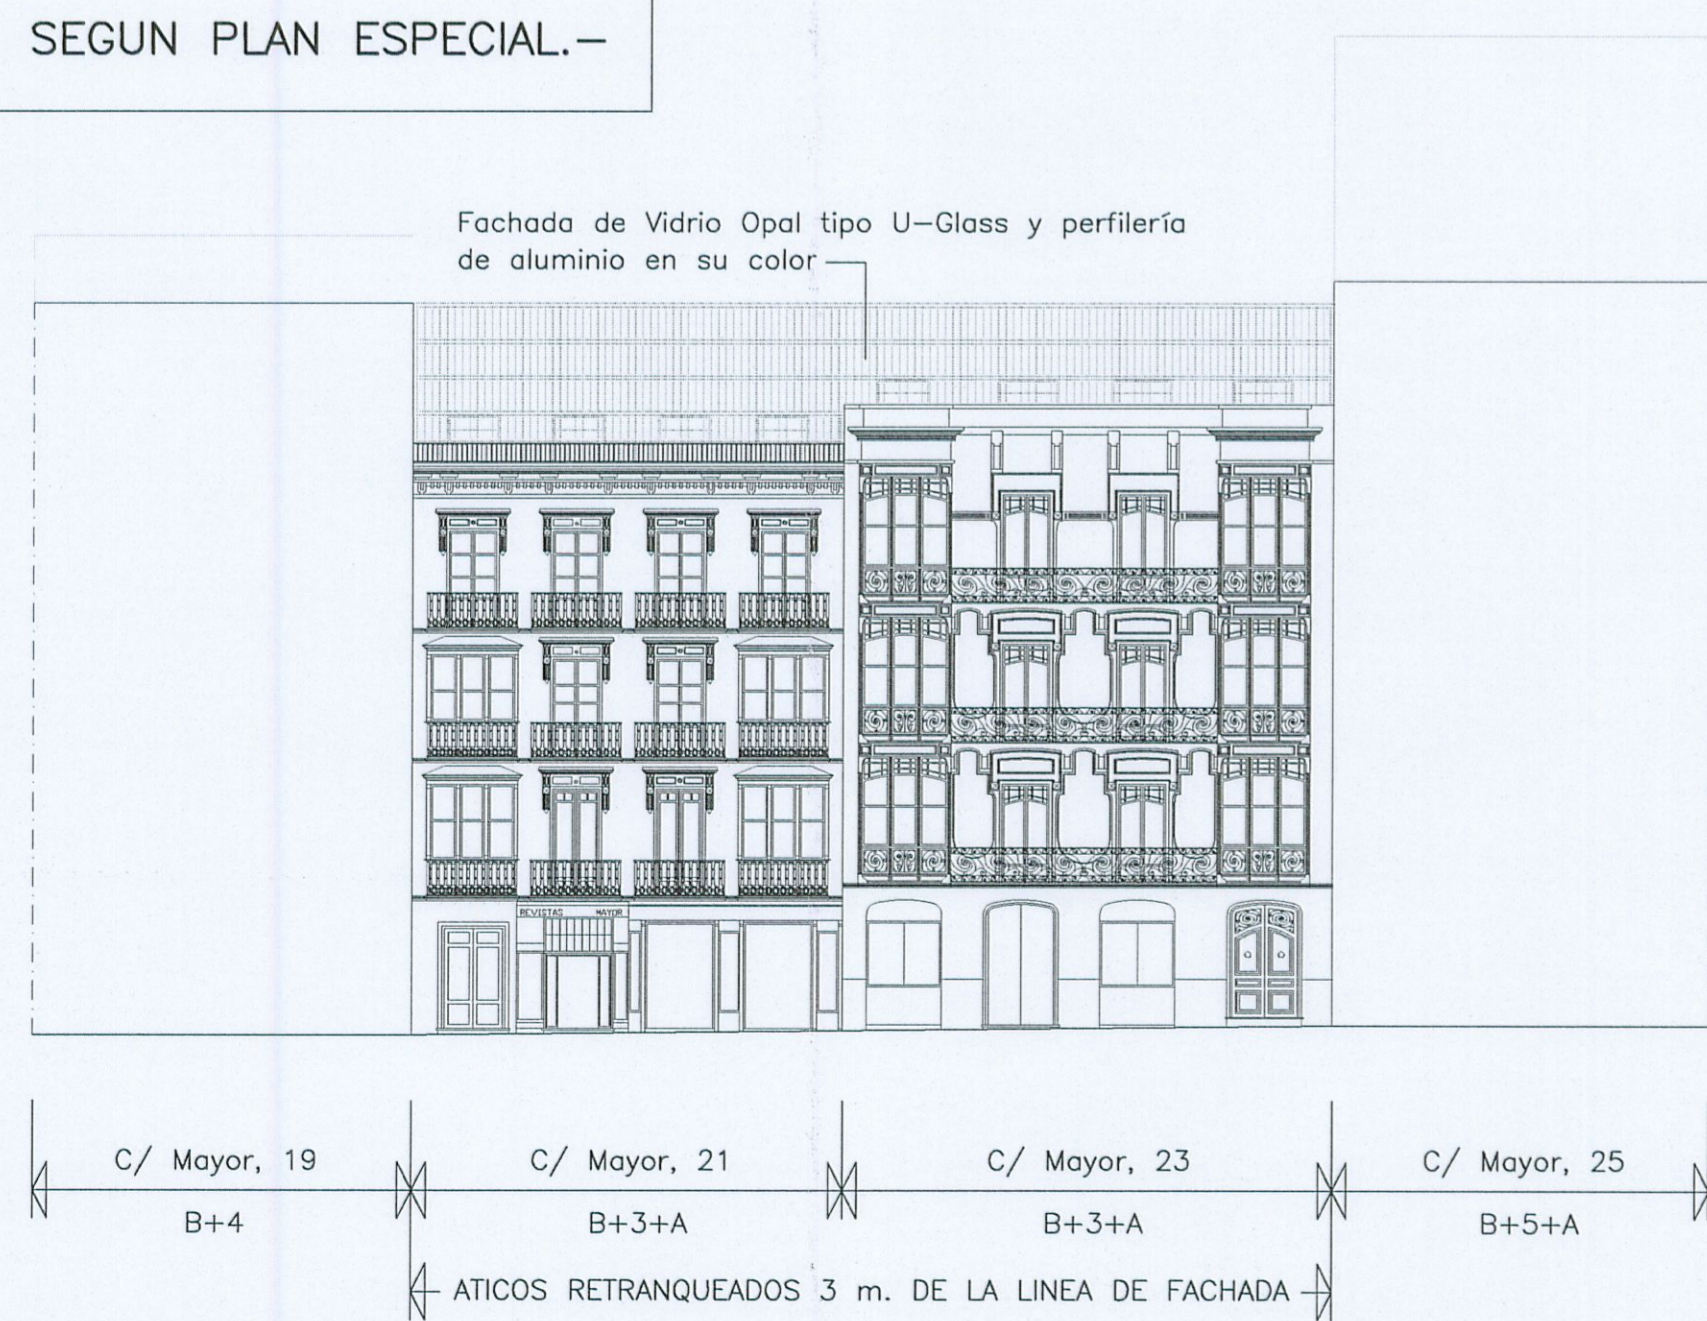 SEGUN PLAN ESPECIAL.-
Fachada de Vidrio Opal tipo U-Glass y perfilería
de aluminio en su color
REVISTAS MAYOR
C/ Mayor, 19
C/ Mayor, 21
C/ Mayor, 23
C/ Mayor, 25
B+4
B+3+A
B+3+A
B+5+A
ATICOS RETRANQUEADOS 3 m. DE LA LINEA DE FACHADA